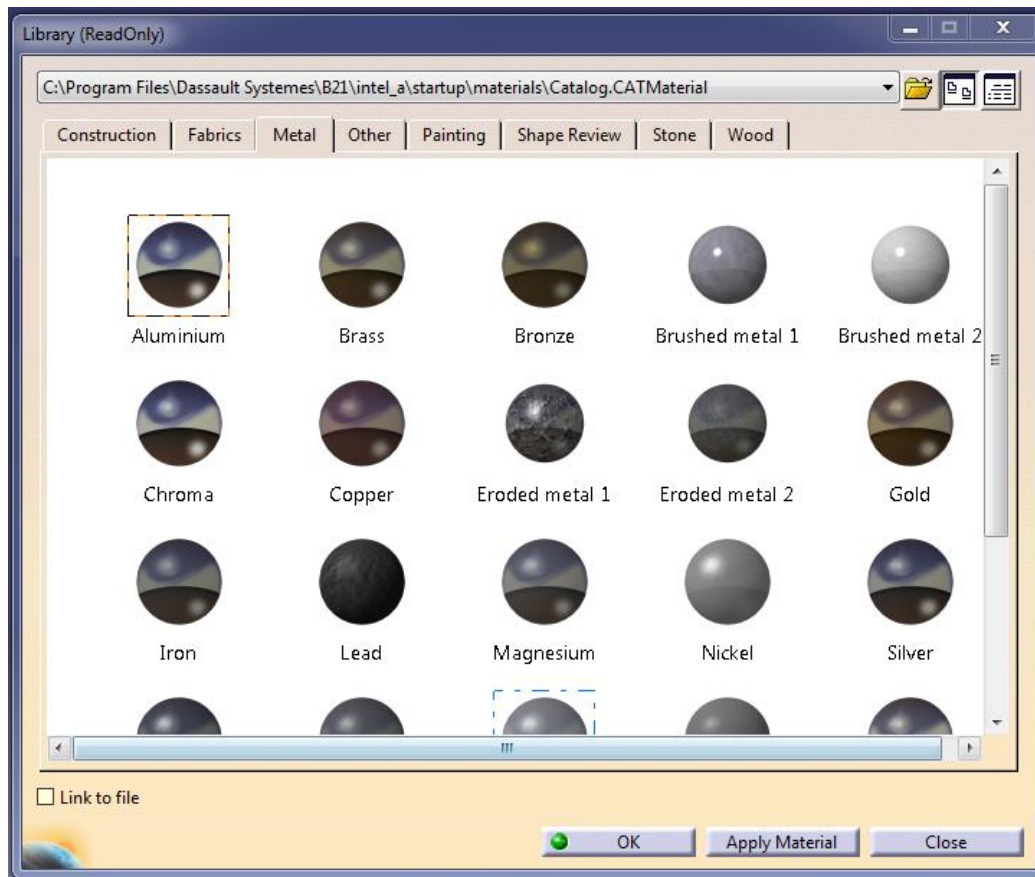 Library (ReadOnly)
C:\Program Files\Dassault Systemes\B21\intel_a\startup\materials\Catalog.CATMaterial
Construction Fabrics Metal Other Painting Shape Review Stone Wood
Aluminium Brass Bronze Brushed metal 1 Brushed metal 2
Chroma Copper Eroded metal 1 Eroded metal 2 Gold
Iron Lead Magnesium Nickel Silver
Link to file
OK Apply Material Close